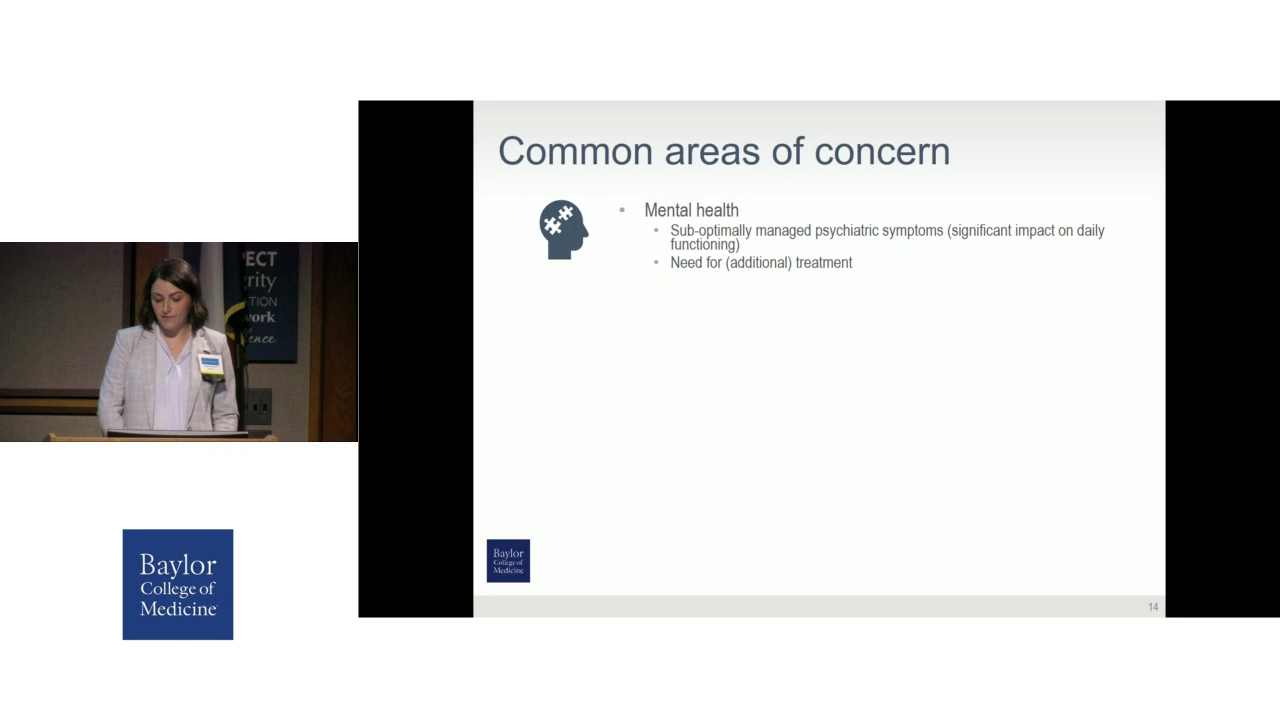 Common areas of concern
• Mental health
• Sub-optimally managed psychiatric symptoms (significant impact on daily
functioning)
• Need for (additional) treatment
ECT
rity
TION
work
ence
Baylor
College of
Medicine
Baylor
College of
Medicine
14